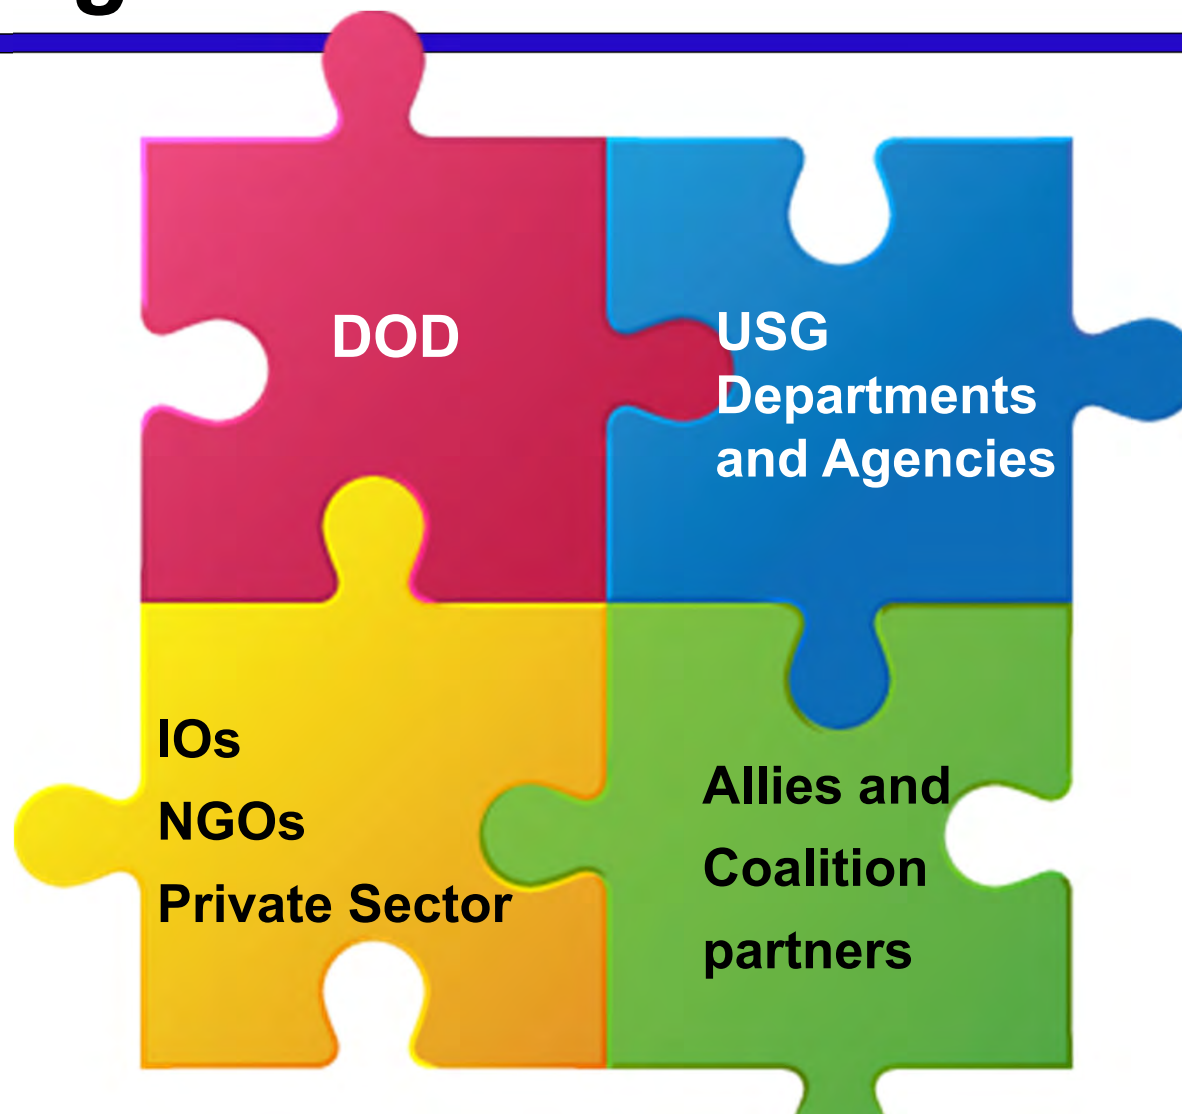 DOD
USG
Departments
and Agencies
IOs
NGOs
Private Sector
Allies and
Coalition
partners